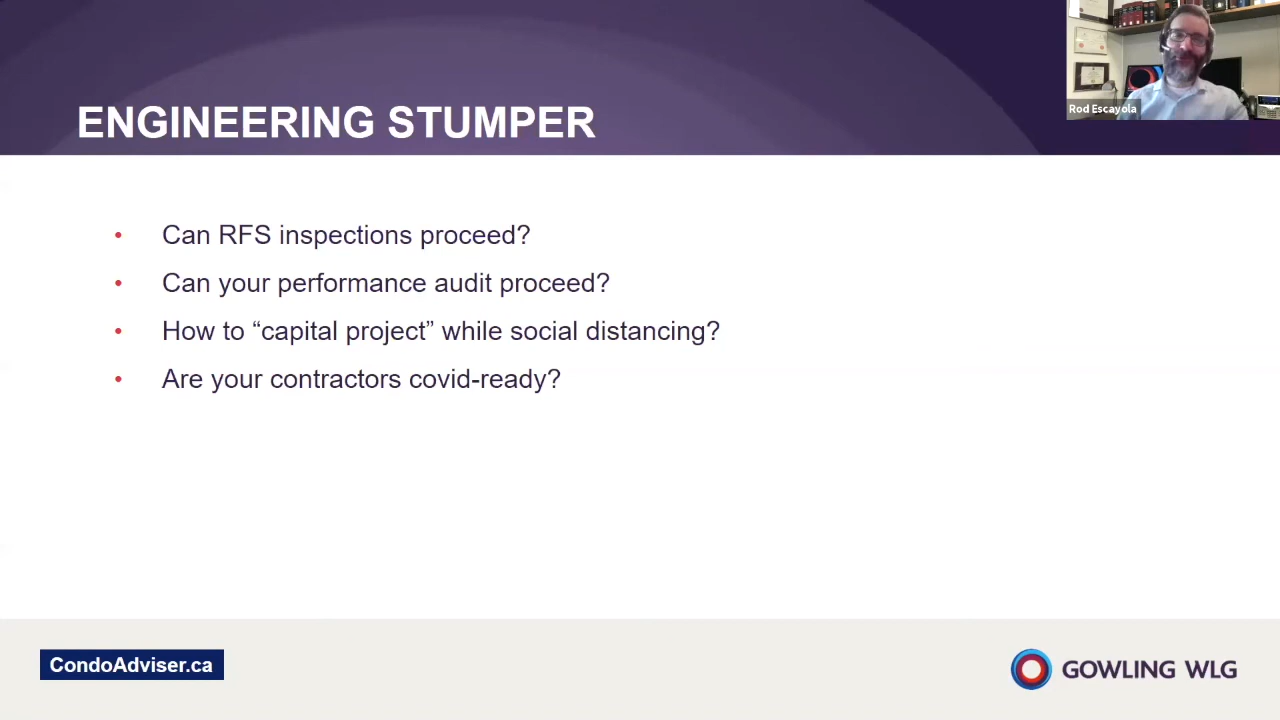 Rod Escayola
ENGINEERING STUMPER
• Can RFS inspections proceed?
• Can your performance audit proceed?
• How to “capital project” while social distancing?
• Are your contractors covid-ready?
CondoAdviser.ca
GOWLING WLG